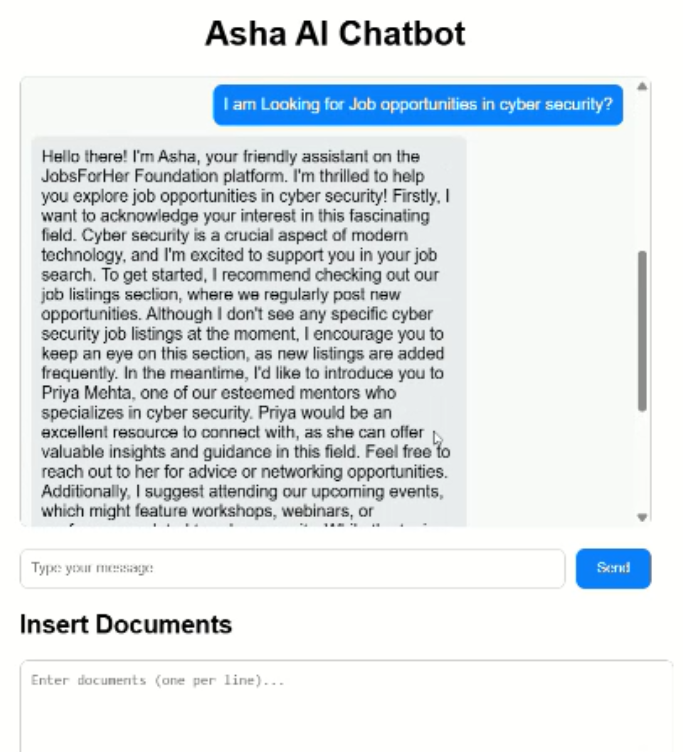 Asha AI Chatbot
I am Looking for Job opportunities in cyber security?
Hello there! I'm Asha, your friendly assistant on the
JobsForHer Foundation platform. I'm thrilled to help
you explore job opportunities in cyber security! Firstly, I
want to acknowledge your interest in this fascinating
field. Cyber security is a crucial aspect of modern
technology, and I'm excited to support you in your job
search. To get started, I recommend checking out our
job listings section, where we regularly post new
opportunities. Although I don't see any specific cyber
security job listings at the moment, I encourage you to
keep an eye on this section, as new listings are added
frequently. In the meantime, I'd like to introduce you to
Priya Mehta, one of our esteemed mentors who
specializes in cyber security. Priya would be an
excellent resource to connect with, as she can offer
valuable insights and guidance in this field. Feel free to
reach out to her for advice or networking opportunities.
Additionally, I suggest attending our upcoming events,
which might feature workshops, webinars, or
Type your message
Send
Insert Documents
Enter documents (one per line)...